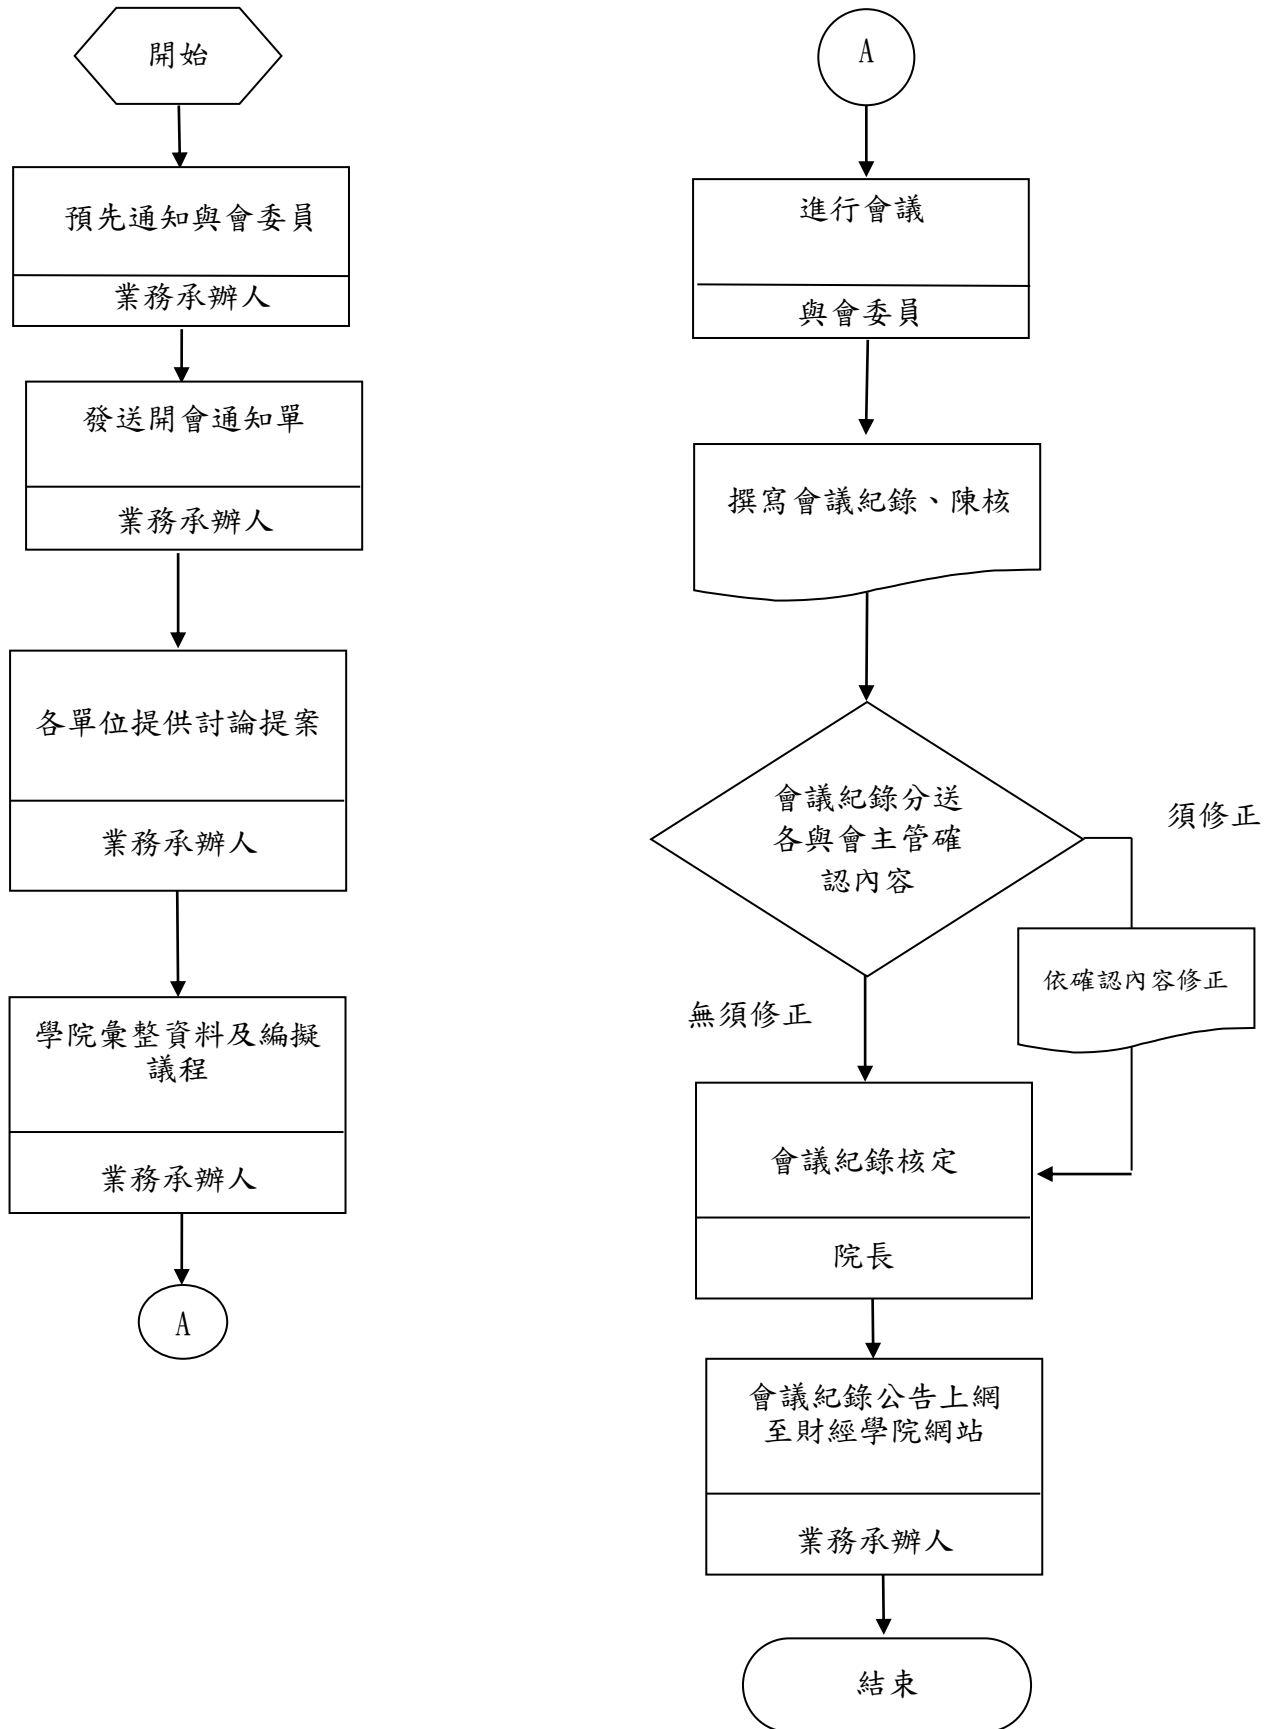 開始
預先通知與會委員
業務承辦人
發送開會通知單
業務承辦人
各單位提供討論提案
業務承辦人
學院彙整資料及編擬
議程
業務承辦人
A
A
進行會議
與會委員
撰寫會議紀錄、陳核
會議紀錄分送
各與會主管確
認內容
須修正
依確認內容修正
無須修正
會議紀錄核定
院長
會議紀錄公告上網
至財經學院網站
業務承辦人
結束